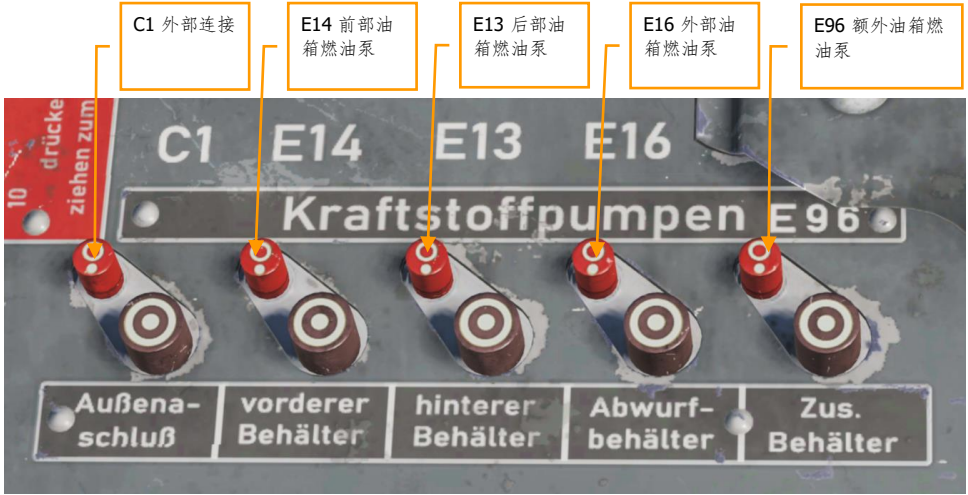 C1 外部连接
E14 前部油
箱燃油泵
E13 后部油
箱燃油泵
E16 外部油
箱燃油泵
E96 额外油箱燃
油泵
10 drücke
ziehen zum
C1 E14 E13 E16
Kraftstoffpumpen E96
Außena-
schluß
vorderer
Behälter
hinterer
Behälter
Abwurf-
behälter
Zus.
Behälter